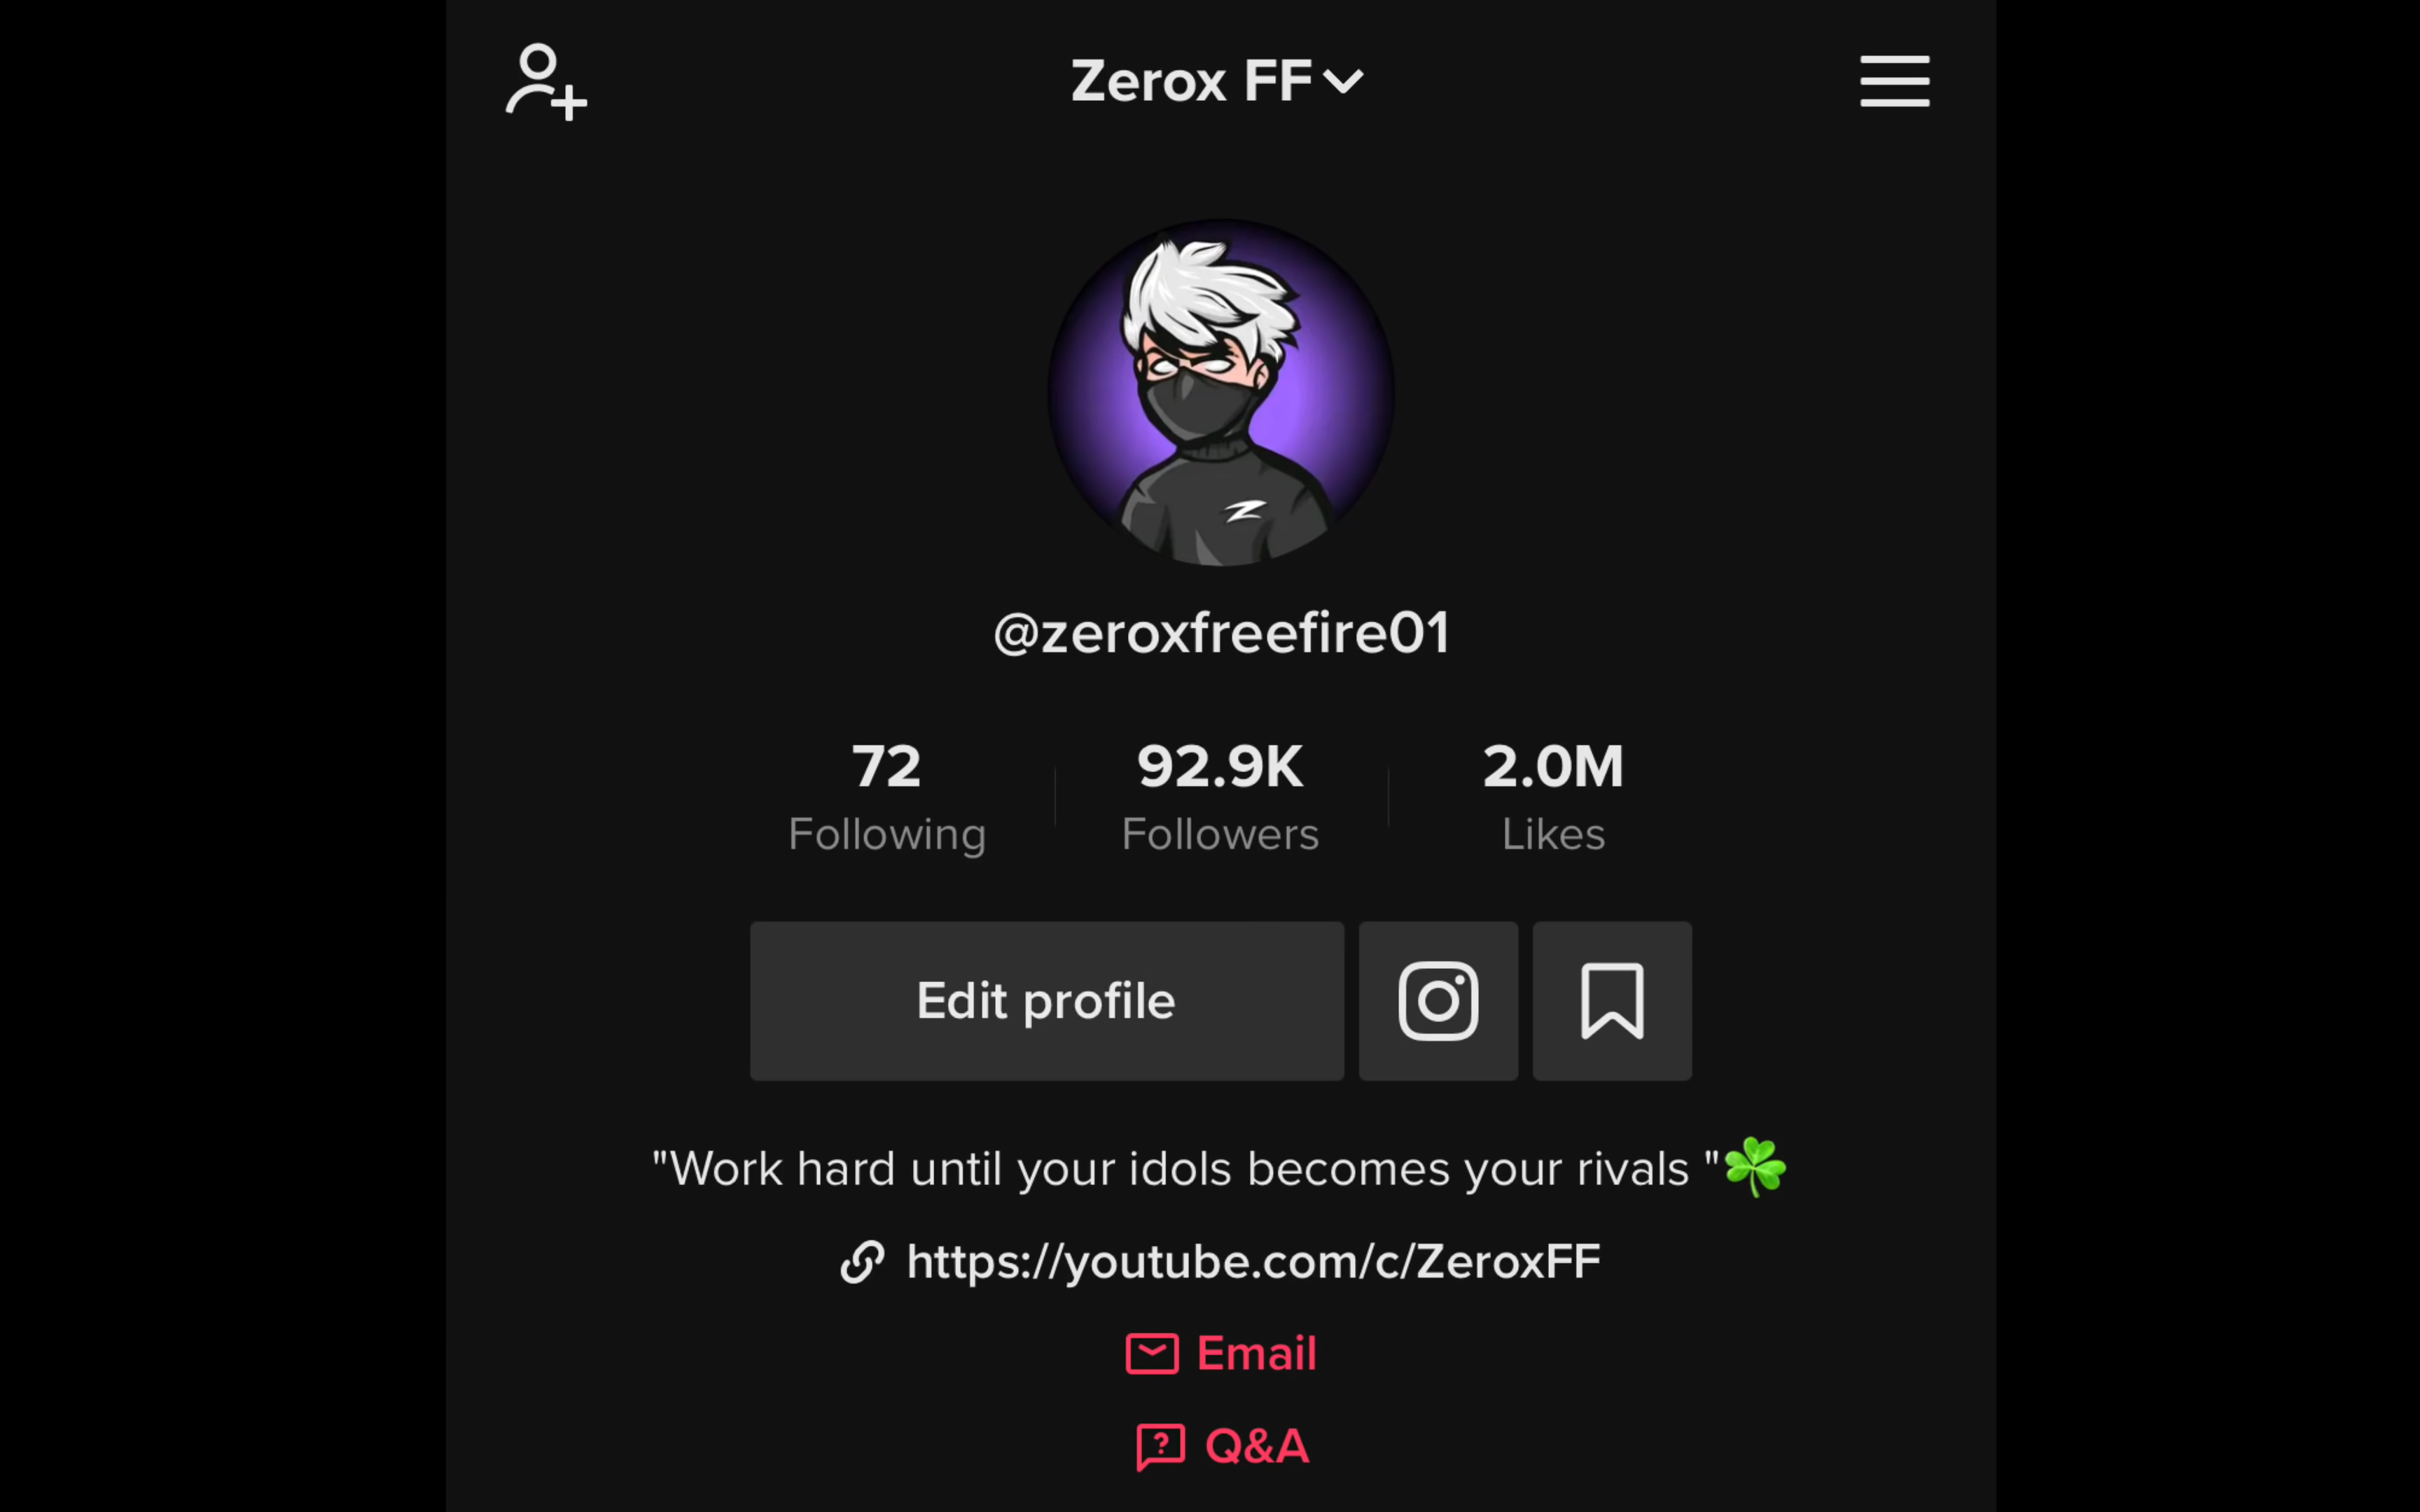 Zerox FF
Z
@zeroxfreefire01
72 92.9K 2.0M
Following Followers Likes
Edit profile
"Work hard until your idols becomes your rivals "☘️
https://youtube.com/c/ZeroxFF
Email
? Q&A